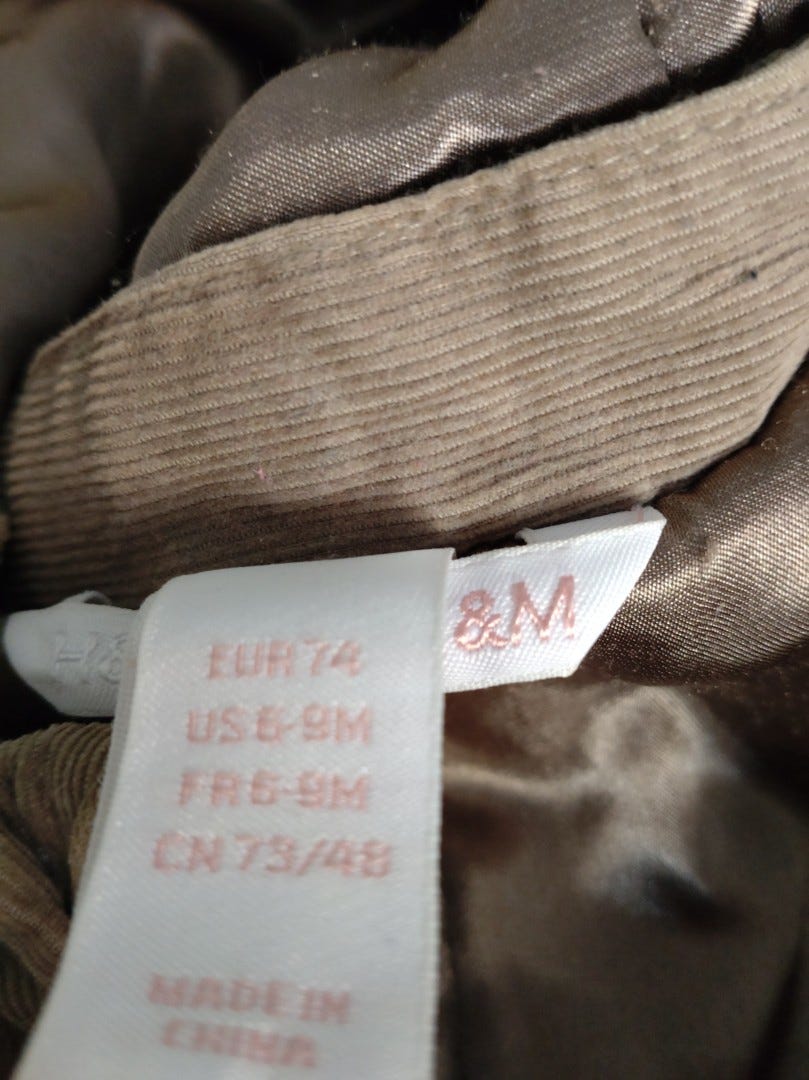 &M
EUR 74
US 6-9M
FR 6-9M
CN 73/48
MADE IN
CHINA